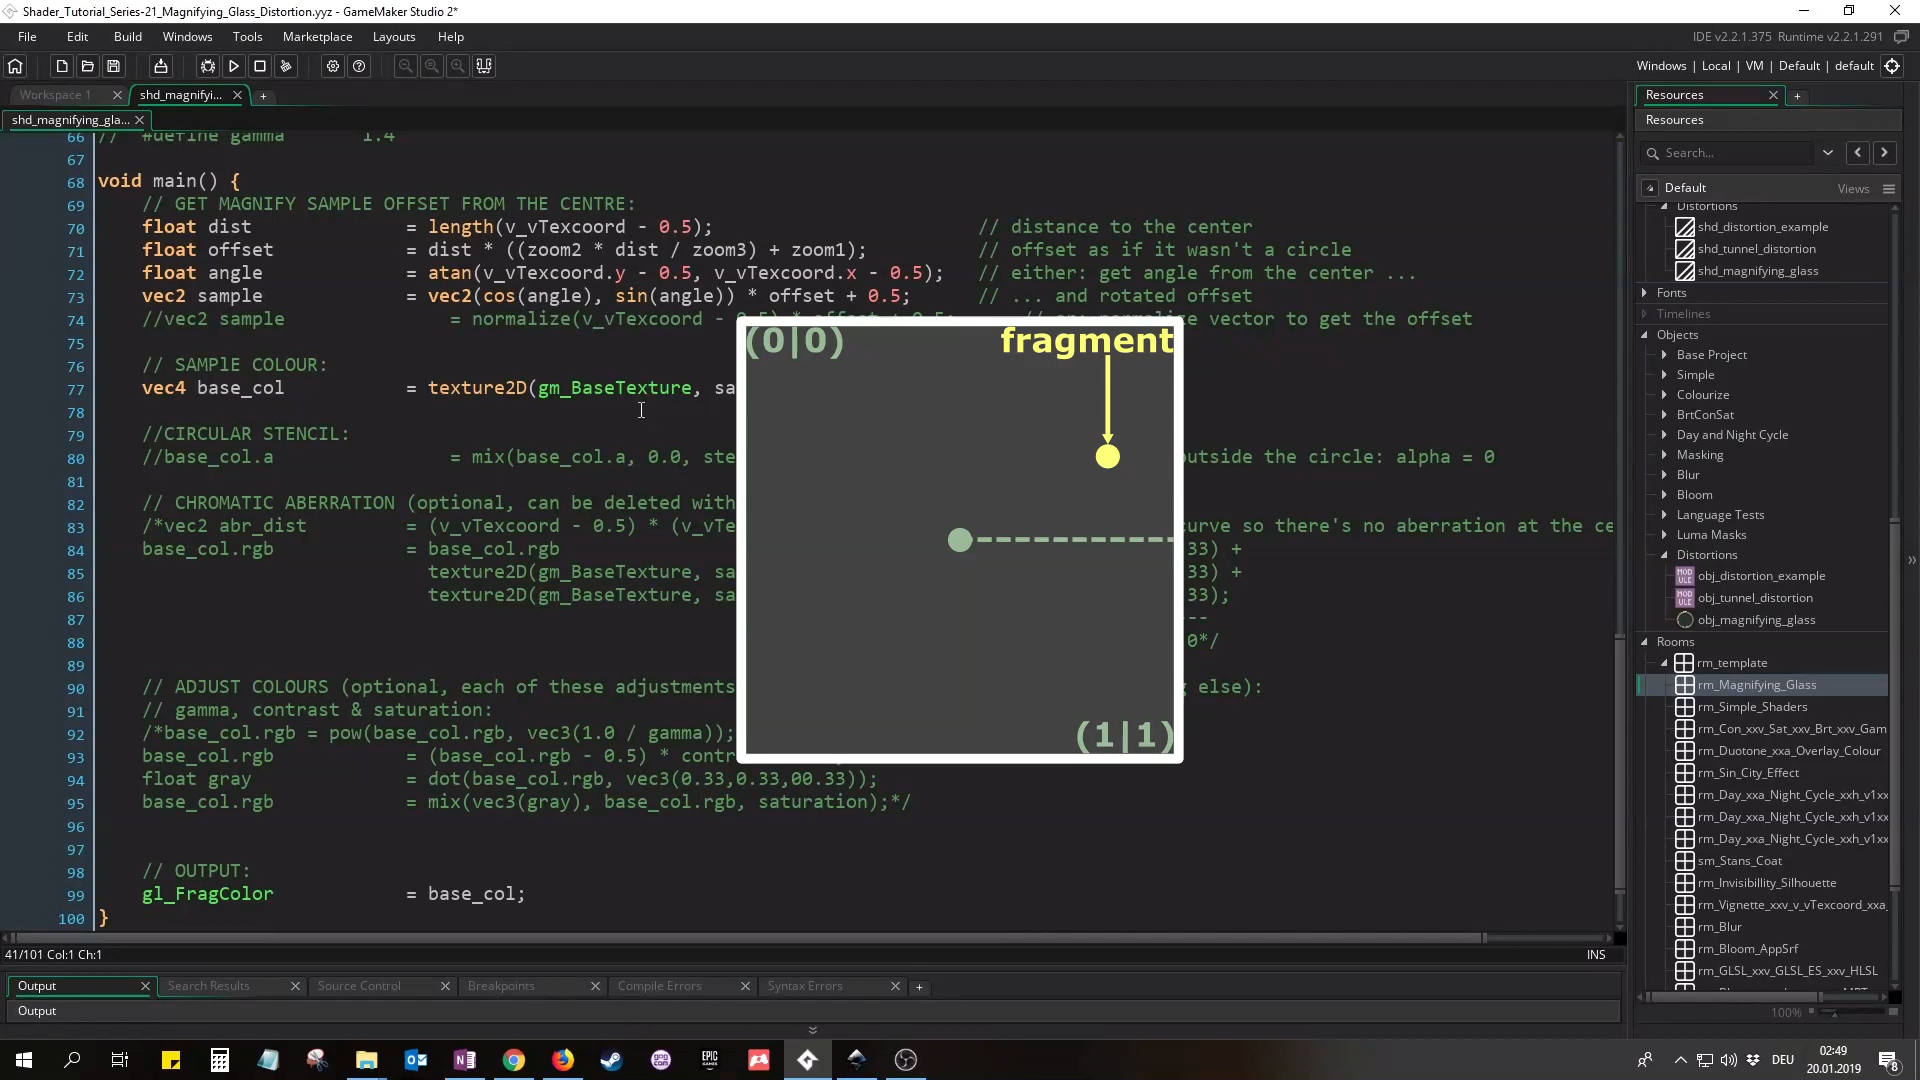 Shader_Tutorial_Series-21_Magnifying_Glass_Distortion.yyz - GameMaker Studio 2*
File Edit Build Windows Tools Marketplace Layouts Help
IDE v2.2.1.375 Runtime v2.2.1.291
Windows | Local | VM | Default | default
Workspace 1
shd_magnifyi...
shd_magnifying_gla...
66 // #define gamma 1.4
67
68 void main() {
69 // GET MAGNIFY SAMPLE OFFSET FROM THE CENTRE:
70 float dist = length(v_vTexcoord - 0.5); // distance to the center
71 float offset = dist * ((zoom2 * dist / zoom3) + zoom1); // offset as if it wasn't a circle
72 float angle = atan(v_vTexcoord.y - 0.5, v_vTexcoord.x - 0.5); // either: get angle from the center ...
73 vec2 sample = vec2(cos(angle), sin(angle)) * offset + 0.5; // ... and rotated offset
74 //vec2 sample = normalize(v_vTexcoord - vector to get the offset
75
76 // SAMPlE COLOUR:
77 vec4 base_col = texture2D(gm_BaseTexture, sa
78
79 //CIRCULAR STENCIL:
80 //base_col.a = mix(base_col.a, 0.0, ste outside the circle: alpha = 0
81
82 // CHROMATIC ABERRATION (optional, can be deleted with
83 /*vec2 abr_dist = (v_vTexcoord - 0.5) * (v_vTe curve so there's no aberration at the ce
84 base_col.rgb = base_col.rgb 33) +
85 texture2D(gm_BaseTexture, sa 33) +
86 texture2D(gm_BaseTexture, sa 33);
87 --
88 0*/
89
90 // ADJUST COLOURS (optional, each of these adjustments else):
91 // gamma, contrast & saturation:
92 /*base_col.rgb = pow(base_col.rgb, vec3(1.0 / gamma));
93 base_col.rgb = (base_col.rgb - 0.5) * contr
94 float gray = dot(base_col.rgb, vec3(0.33,0.33,00.33));
95 base_col.rgb = mix(vec3(gray), base_col.rgb, saturation);*/
96
97
98 // OUTPUT:
99 gl_FragColor = base_col;
100 }
(0|0)
fragment
(1|1)
41/101 Col:1 Ch:1
INS
Output Search Results Source Control Breakpoints Compile Errors Syntax Errors
Output
Resources
Resources
Search...
Default Views
Distortions
shd_distortion_example
shd_tunnel_distortion
shd_magnifying_glass
Fonts
Timelines
Objects
Base Project
Simple
Colourize
BrtConSat
Day and Night Cycle
Masking
Blur
Bloom
Language Tests
Luma Masks
Distortions
MODULE obj_distortion_example
MODULE obj_tunnel_distortion
obj_magnifying_glass
Rooms
rm_template
rm_Magnifying_Glass
rm_Simple_Shaders
rm_Con_xxv_Sat_xxv_Brt_xxv_Gam
rm_Duotone_xxa_Overlay_Colour
rm_Sin_City_Effect
rm_Day_xxa_Night_Cycle_xxh_v1xx
rm_Day_xxa_Night_Cycle_xxh_v1xx
rm_Day_xxa_Night_Cycle_xxh_v1xx
sm_Stans_Coat
rm_Invisibillity_Silhouette
rm_Vignette_xxv_v_vTexcoord_xxa_
rm_Blur
rm_Bloom_AppSrf
rm_GLSL_xxv_GLSL_ES_xxv_HLSL
100%
DEU
02:49
20.01.2019
8